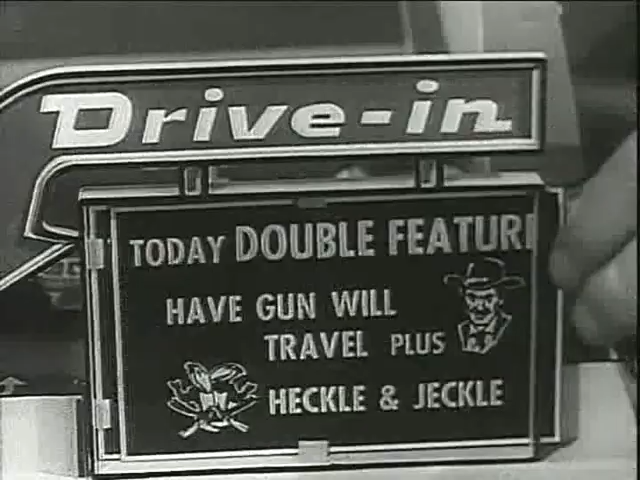 Drive-in
TODAY DOUBLE FEATURE
HAVE GUN WILL
TRAVEL PLUS
HECKLE & JECKLE